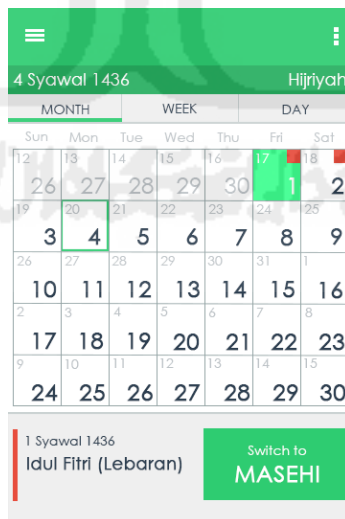 4 Syawal 1436 Hijriyah
MONTH WEEK DAY
Sun Mon Tue Wed Thu Fri Sat
12 13 14 15 16 17 18
26 27 28 29 30 1 2
19 20 21 22 23 24 25
3 4 5 6 7 8 9
26 27 28 29 30 31 1
10 11 12 13 14 15 16
2 3 4 5 6 7 8
17 18 19 20 21 22 23
9 10 11 12 13 14 15
24 25 26 27 28 29 30
1 Syawal 1436
Idul Fitri (Lebaran)
Switch to
MASEHI